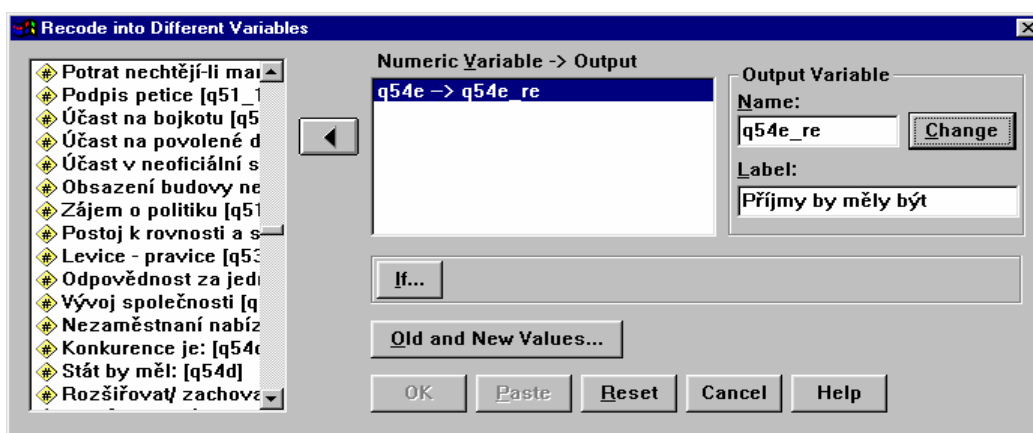 Recode into Different Variables
Potrat nechtějí-li man
Podpis petice [q51_1
Účast na bojkotu [q5
Účast na povolené d
Účast v neoficiální s
Obsazení budovy ne
Zájem o politiku [q51
Postoj k rovnosti a s
Levice - pravice [q53
Odpovědnost za jedn
Vývoj společnosti [q
Nezaměstnaní nabíz
Konkurence je: [q54c
Stát by měl: [q54d]
Rozšiřovat/ zachova
Numeric Variable -> Output
q54e --> q54e_re
Output Variable
Name:
q54e_re
Change
Label:
Příjmy by měly být
If...
Old and New Values...
OK
Paste
Reset
Cancel
Help